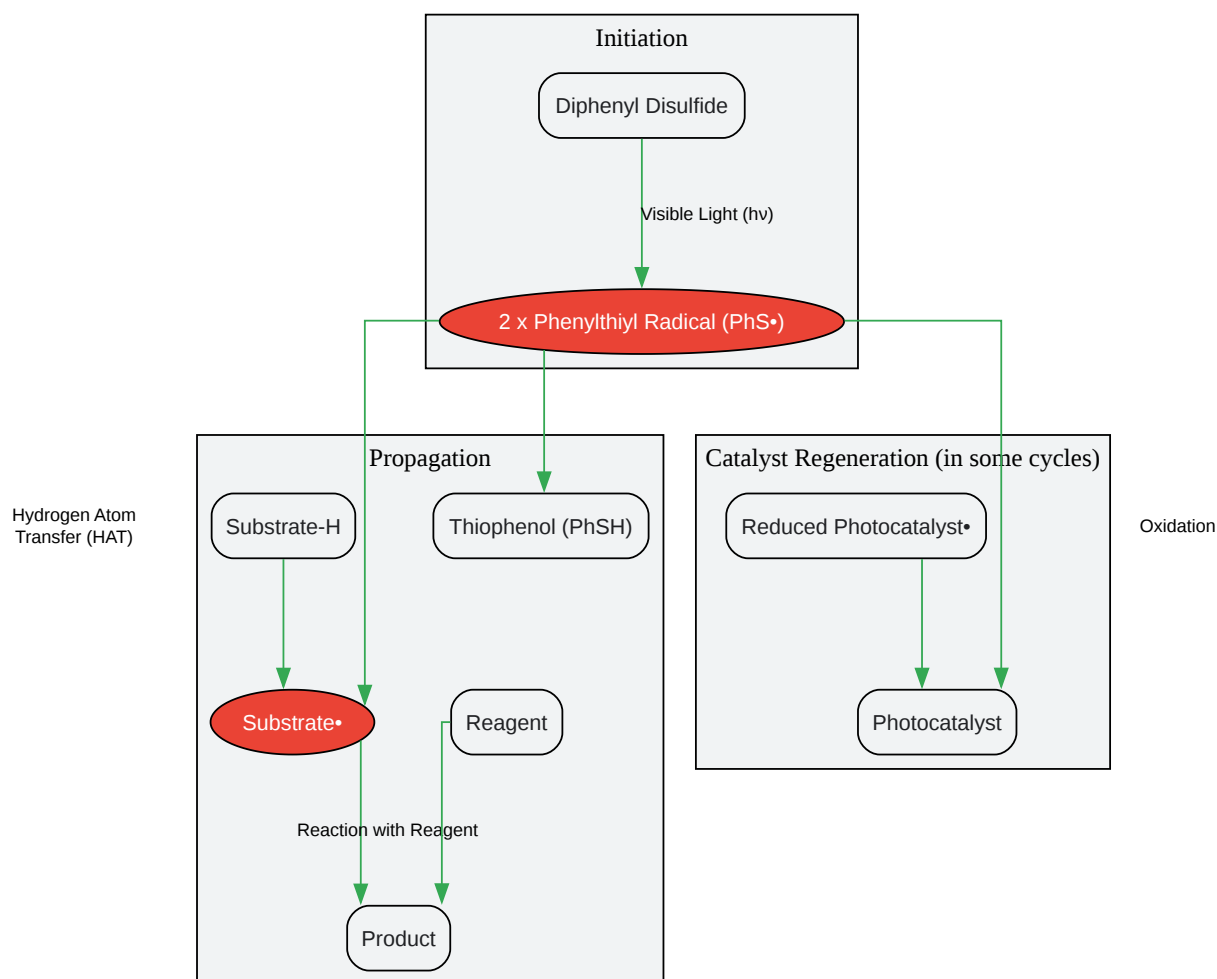 Initiation
Diphenyl Disulfide
Visible Light (hν)
2 x Phenylthiyl Radical (PhS•)
Propagation
Catalyst Regeneration (in some cycles)
Hydrogen Atom
Transfer (HAT)
Substrate-H
Thiophenol (PhSH)
Reduced Photocatalyst•
Oxidation
Substrate•
Reagent
Photocatalyst
Reaction with Reagent
Product